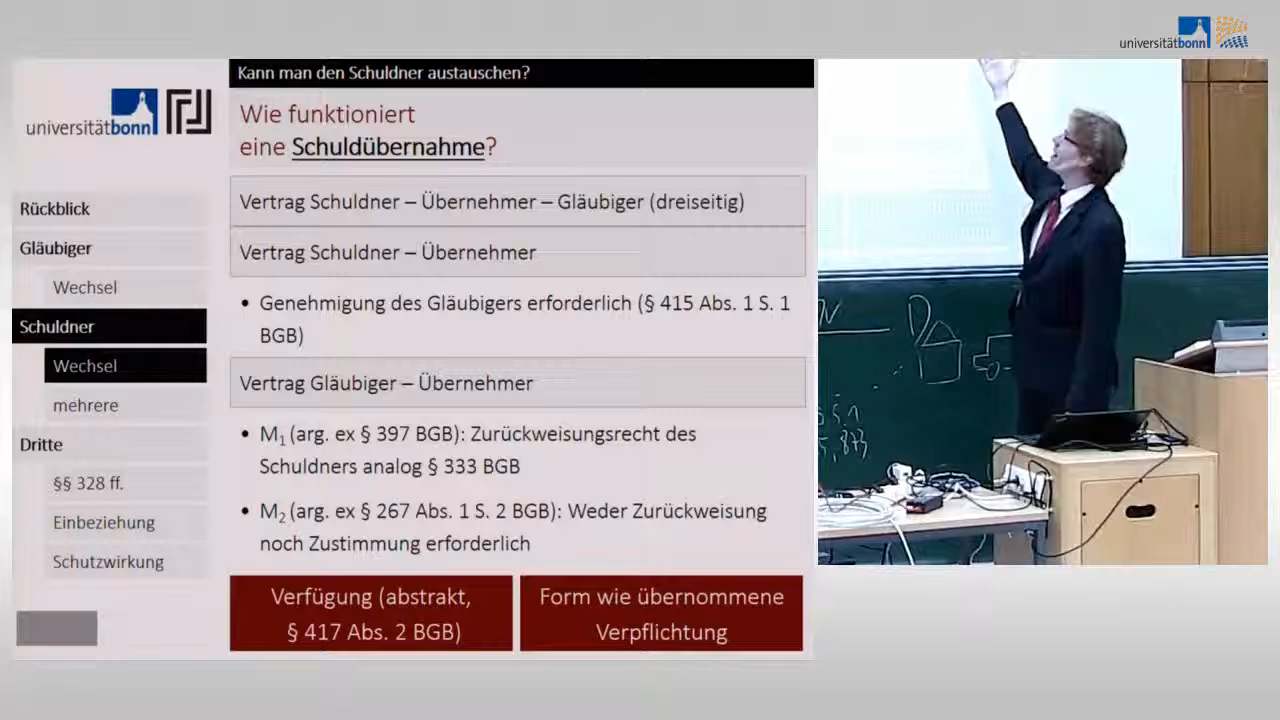 universitätbonn
Kann man den Schuldner austauschen?
universitätbonn
Wie funktioniert
eine Schuldübernahme?
Rückblick
Gläubiger
Wechsel
Schuldner
Wechsel
mehrere
Dritte
§§ 328 ff.
Einbeziehung
Schutzwirkung
Vertrag Schuldner – Übernehmer – Gläubiger (dreiseitig)
Vertrag Schuldner – Übernehmer
• Genehmigung des Gläubigers erforderlich (§ 415 Abs. 1 S. 1
BGB)
Vertrag Gläubiger – Übernehmer
• M1 (arg. ex § 397 BGB): Zurückweisungsrecht des
Schuldners analog § 333 BGB
• M2 (arg. ex § 267 Abs. 1 S. 2 BGB): Weder Zurückweisung
noch Zustimmung erforderlich
Verfügung (abstrakt,
§ 417 Abs. 2 BGB)
Form wie übernommene
Verpflichtung